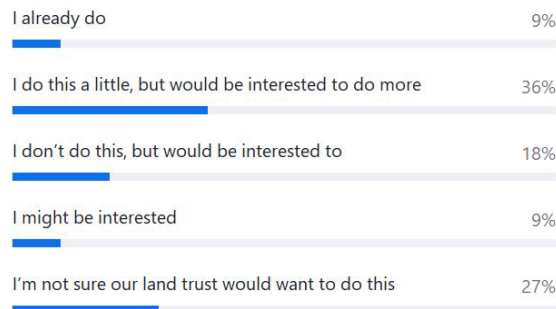 I already do 9%
I do this a little, but would be interested to do more 36%
I don't do this, but would be interested to 18%
I might be interested 9%
I'm not sure our land trust would want to do this 27%